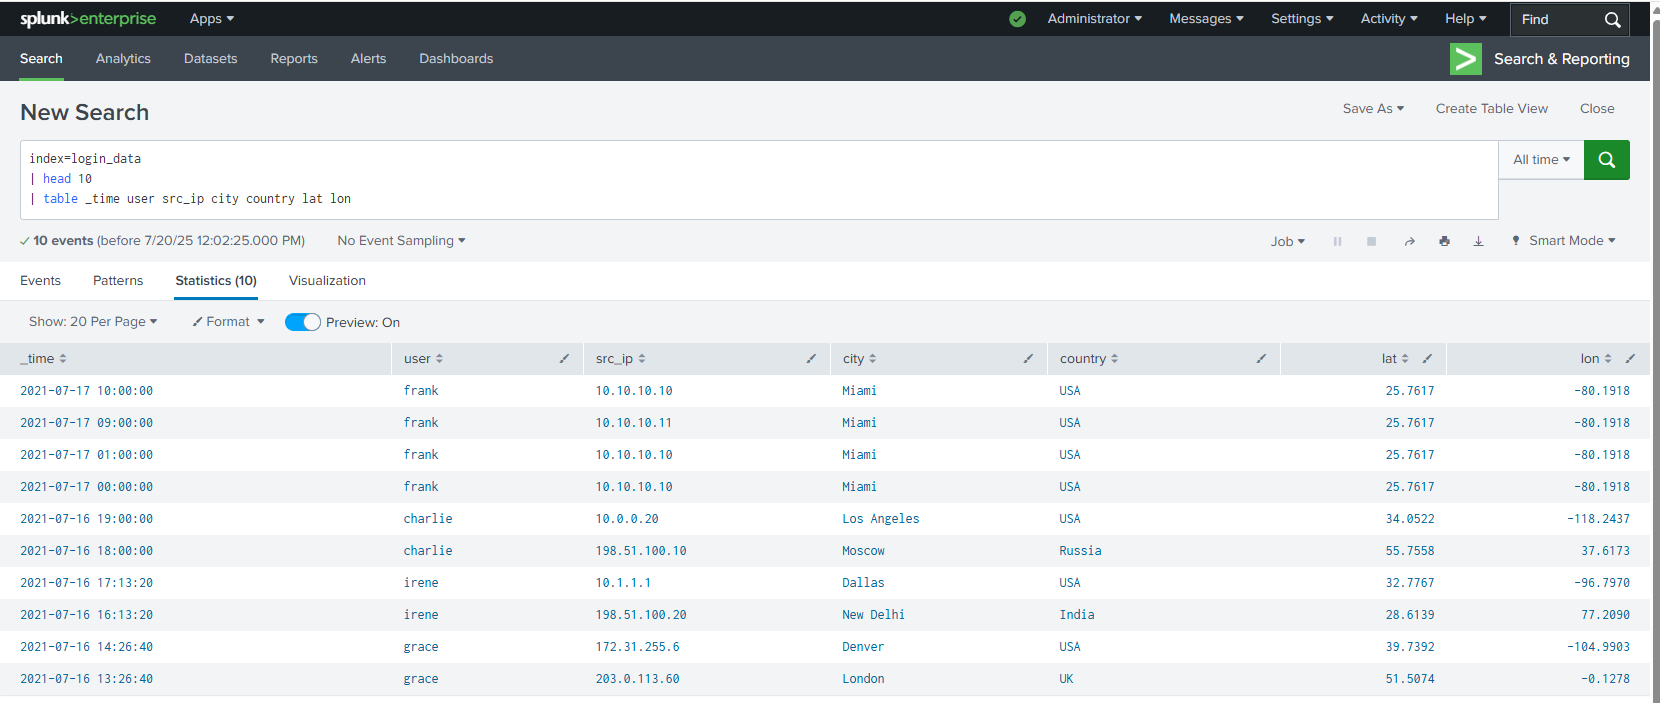 splunk>enterprise Apps Administrator Messages Settings Activity Help Find
Search Analytics Datasets Reports Alerts Dashboards Search & Reporting
New Search Save As Create Table View Close
index=login_data
| head 10
| table _time user src_ip city country lat lon
All time
10 events (before 7/20/25 12:02:25.000 PM) No Event Sampling Job Smart Mode
Events Patterns Statistics (10) Visualization
Show: 20 Per Page Format Preview: On
_time user src_ip city country lat lon
2021-07-17 10:00:00 frank 10.10.10.10 Miami USA 25.7617 -80.1918
2021-07-17 09:00:00 frank 10.10.10.11 Miami USA 25.7617 -80.1918
2021-07-17 01:00:00 frank 10.10.10.10 Miami USA 25.7617 -80.1918
2021-07-17 00:00:00 frank 10.10.10.10 Miami USA 25.7617 -80.1918
2021-07-16 19:00:00 charlie 10.0.0.20 Los Angeles USA 34.0522 -118.2437
2021-07-16 18:00:00 charlie 198.51.100.10 Moscow Russia 55.7558 37.6173
2021-07-16 17:13:20 irene 10.1.1.1 Dallas USA 32.7767 -96.7970
2021-07-16 16:13:20 irene 198.51.100.20 New Delhi India 28.6139 77.2090
2021-07-16 14:26:40 grace 172.31.255.6 Denver USA 39.7392 -104.9903
2021-07-16 13:26:40 grace 203.0.113.60 London UK 51.5074 -0.1278